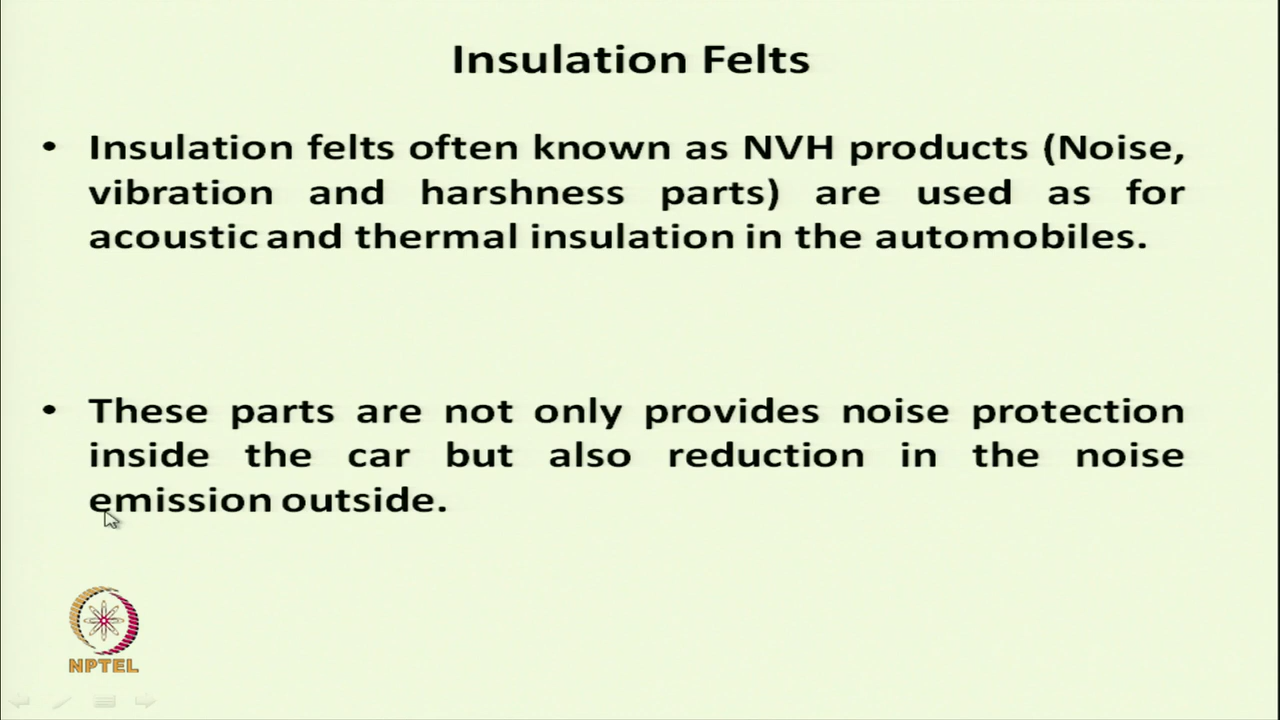 Insulation Felts
• Insulation felts often known as NVH products (Noise,
vibration and harshness parts) are used as for
acoustic and thermal insulation in the automobiles.
• These parts are not only provides noise protection
inside the car but also reduction in the noise
emission outside.
NPTEL